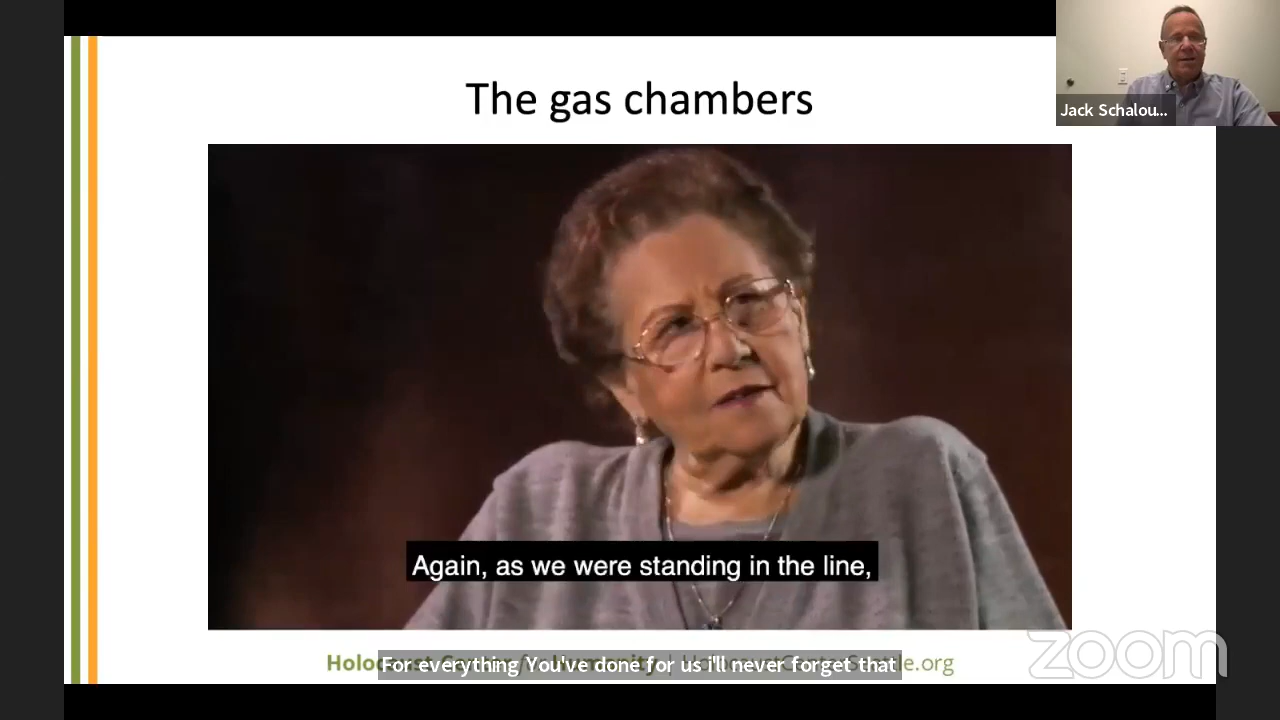 The gas chambers
Jack Schalou...
Again, as we were standing in the line,
For everything You've done for us i'll never forget that
zoom